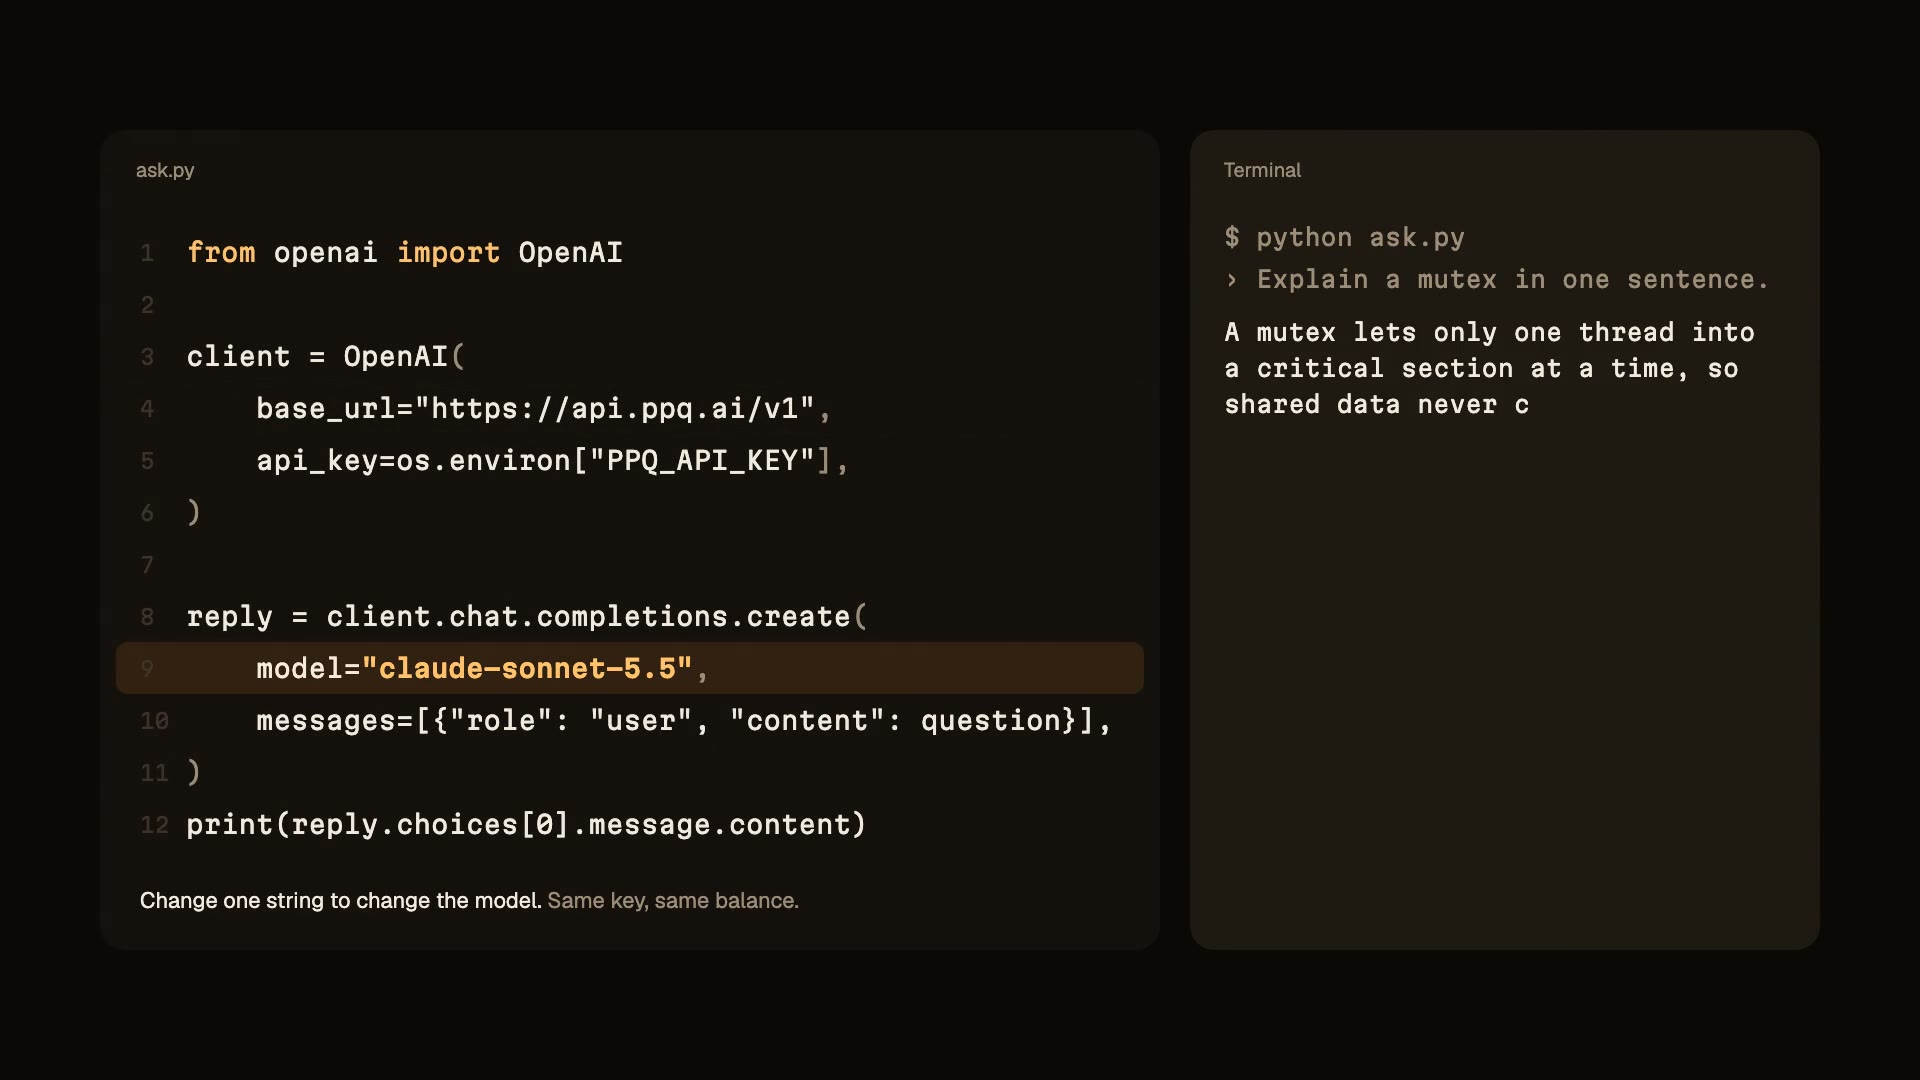 ask.py
1 from openai import OpenAI
2
3 client = OpenAI(
4     base_url="https://api.ppq.ai/v1",
5     api_key=os.environ["PPQ_API_KEY"],
6 )
7
8 reply = client.chat.completions.create(
9     model="claude-sonnet-5.5",
10     messages=[{"role": "user", "content": question}],
11 )
12 print(reply.choices[0].message.content)
Change one string to change the model. Same key, same balance.
Terminal
$ python ask.py
› Explain a mutex in one sentence.
A mutex lets only one thread into
a critical section at a time, so
shared data never c